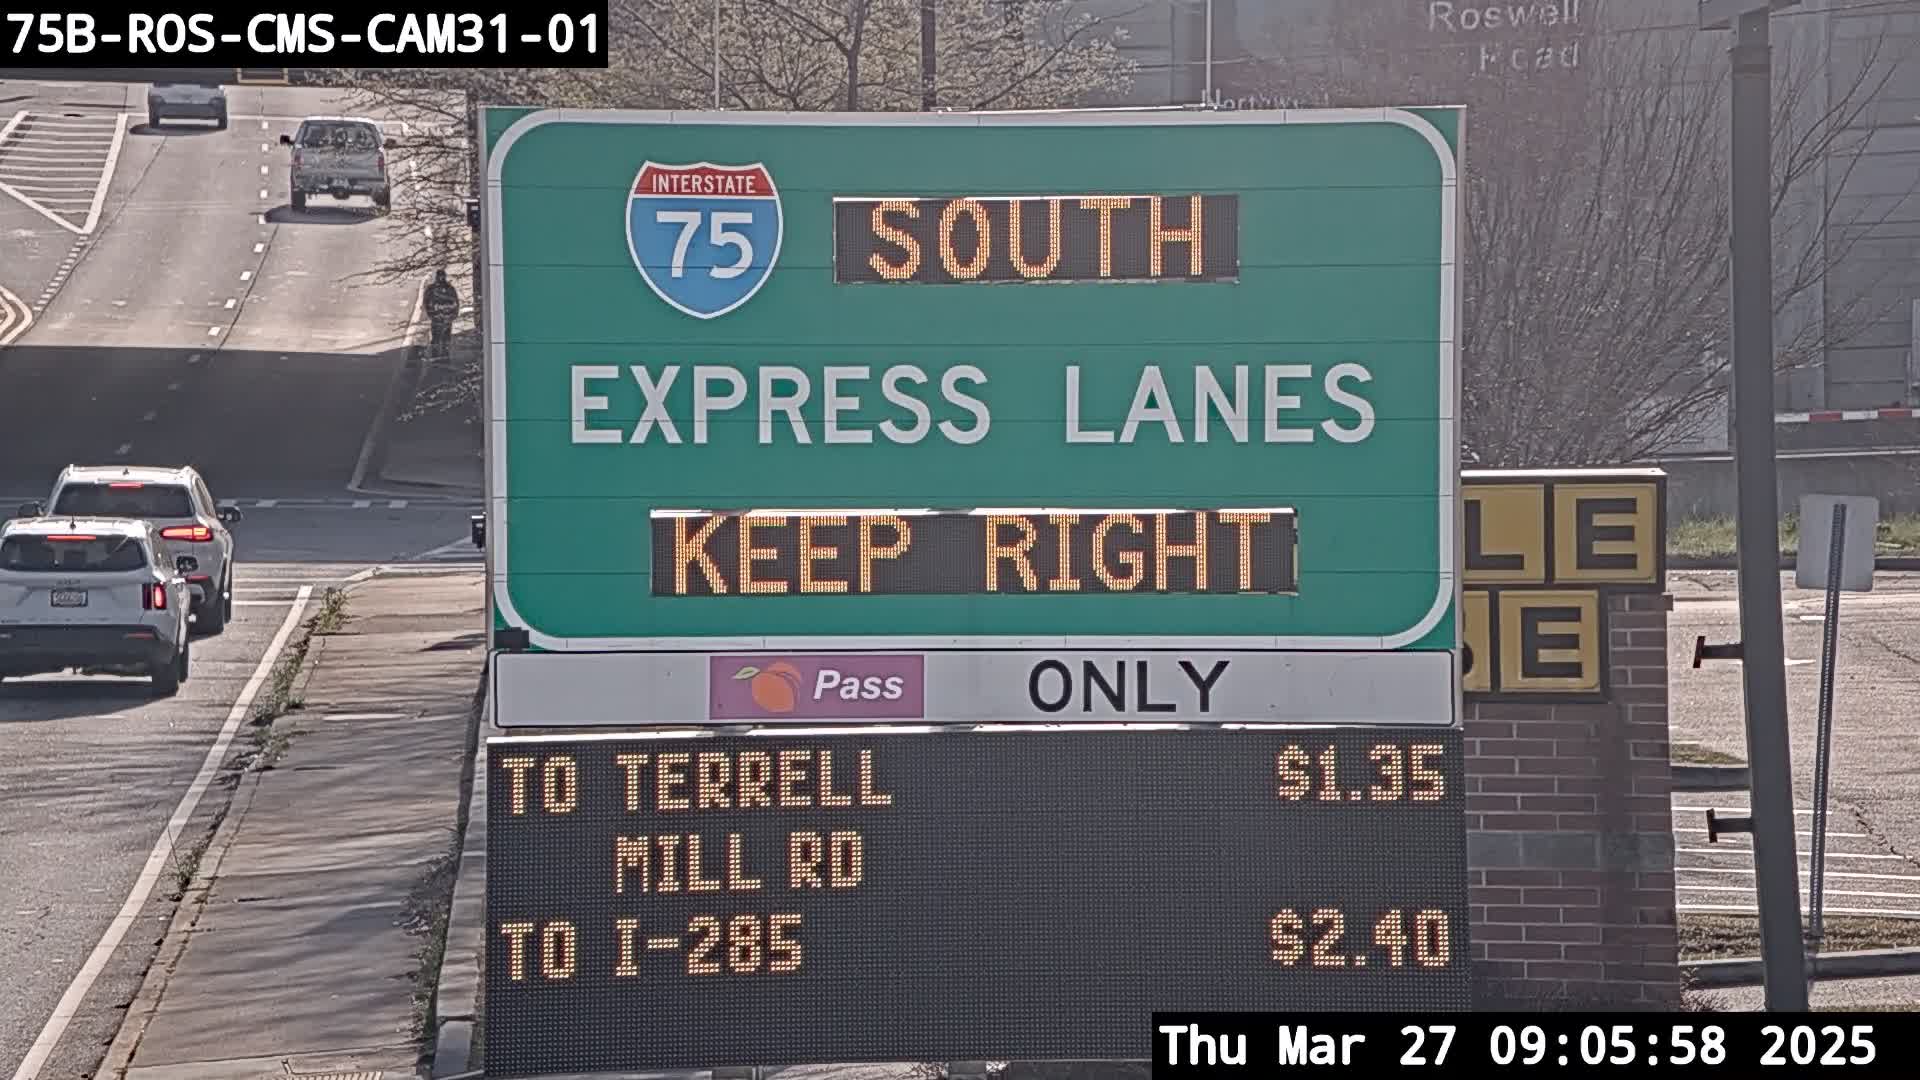 75B-ROS-CMS-CAM31-01
Roswell
Road
INTERSTATE
75
SOUTH
EXPRESS LANES
KEEP RIGHT
LE
E
Pass ONLY
TO TERRELL $1.35
MILL RD
TO I-285 $2.40
Thu Mar 27 09:05:58 2025